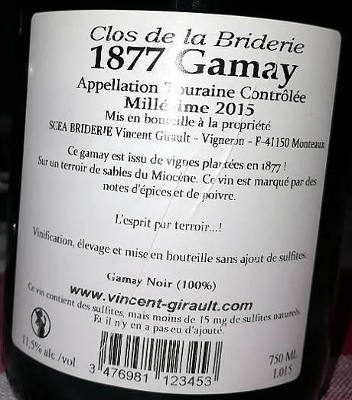 Clos de la Briderie
1877 Gamay
Appellation Touraine Contrôlée
Millésime 2015
Mis en bouteille à la propriété
SCEA BRIDERIE Vincent Girault - Vigneron - F-41150 Monteaux
Ce gamay est issu de vignes plantées en 1877 !
Sur un terroir de sables du Miocène. Ce vin est marqué par des
notes d'épices et de poivre.
L'esprit pur terroir...!
Vinification, élevage et mise en bouteille sans ajout de sulfites.
Gamay Noir (100%)
www.vincent-girault.com
Ce vin contient des sulfites, mais moins de 15 mg de sulfites naturels.
Et il n'y en a pas eu d'ajouté.
11,5% alc./vol.
3 476981 123453
750 ML
L.015